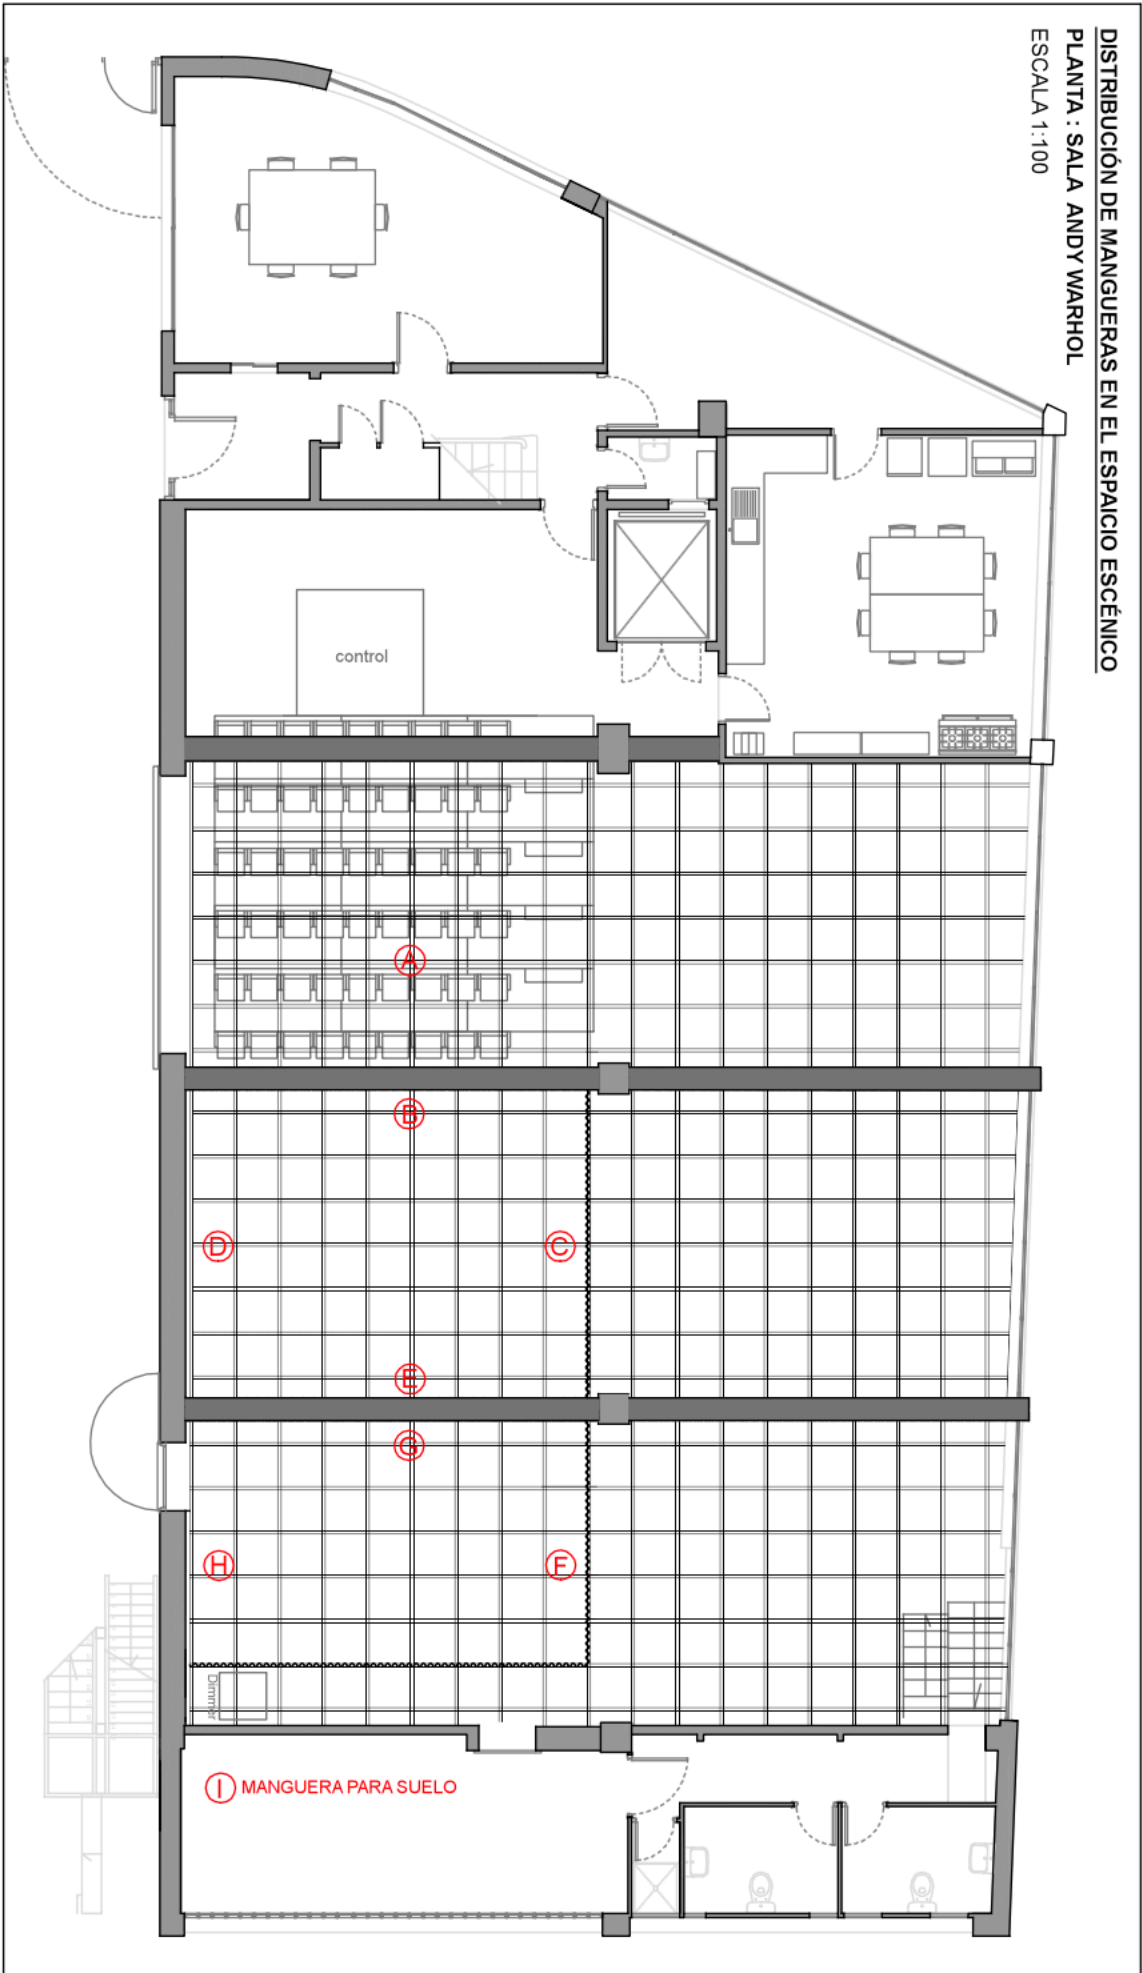 DISTRIBUCIÓN DE MANGUERAS EN EL ESPAICIO ESCÉNICO
PLANTA : SALA ANDY WARHOL
ESCALA 1:100
control
A
B
D
C
E
G
H
F
Dimmer
I MANGUERA PARA SUELO